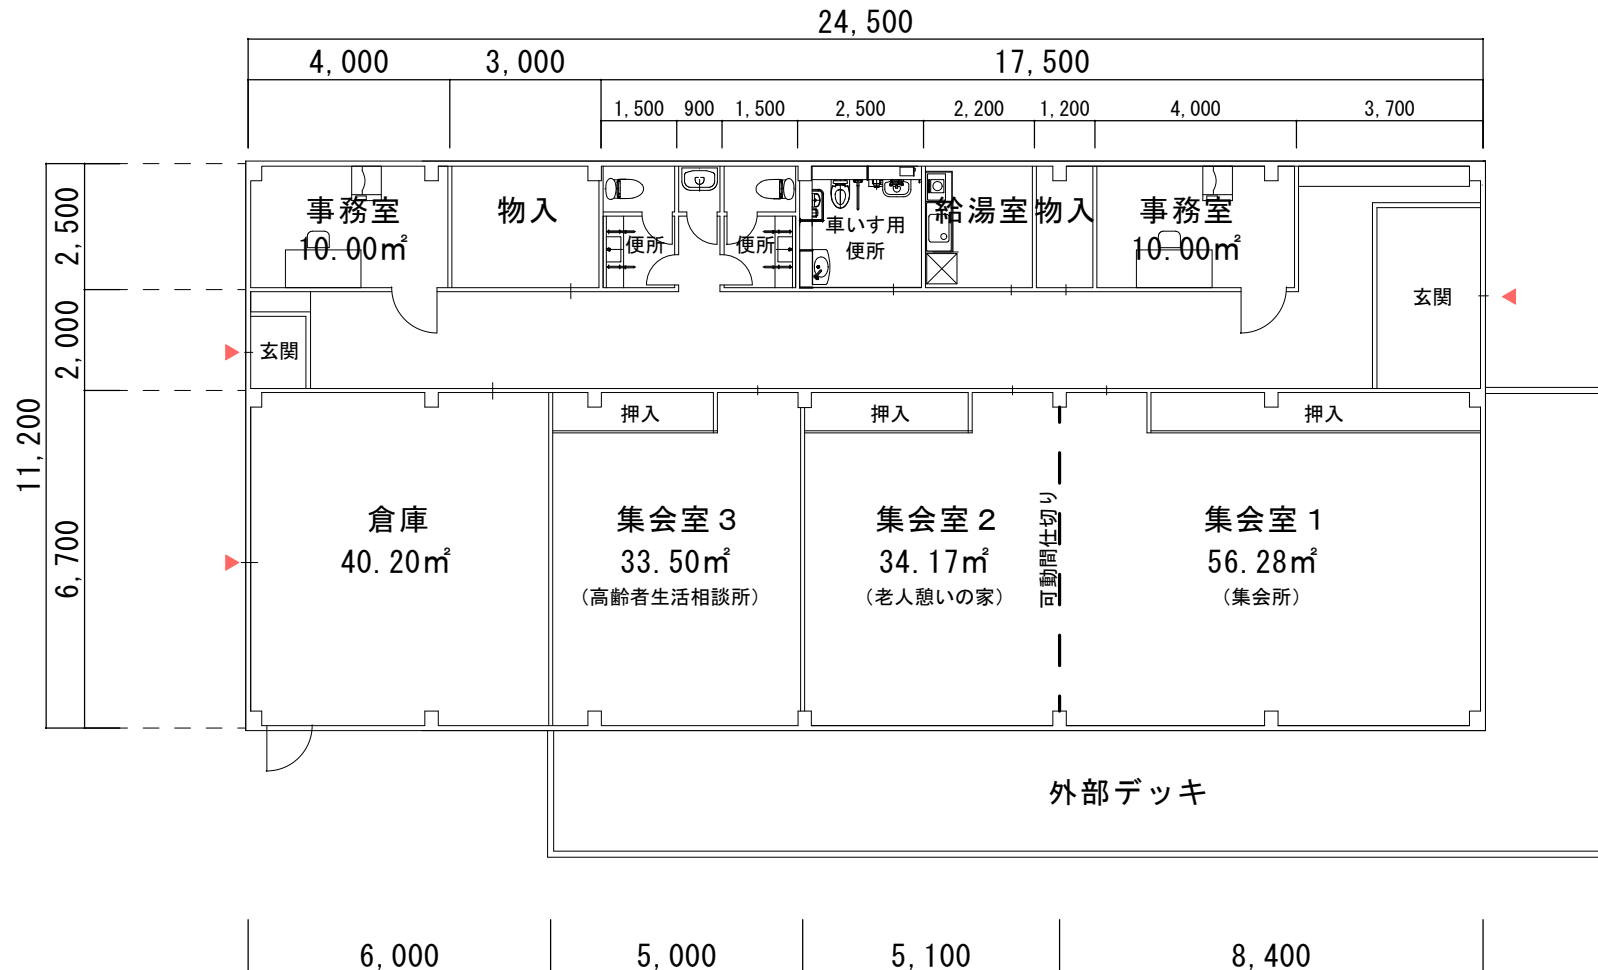 24,500
4,000 3,000 17,500
1,500 900 1,500 2,500 2,200 1,200 4,000 3,700
11,200
2,500
2,000
6,700
事務室
10.00㎡
物入
便所
便所
車いす用
便所
給湯室
物入
事務室
10.00㎡
玄関
玄関
押入
押入
押入
倉庫
40.20㎡
集会室3
33.50㎡
(高齢者生活相談所)
集会室2
34.17㎡
(老人憩いの家)
可動間仕切り
集会室1
56.28㎡
(集会所)
外部デッキ
6,000 5,000 5,100 8,400